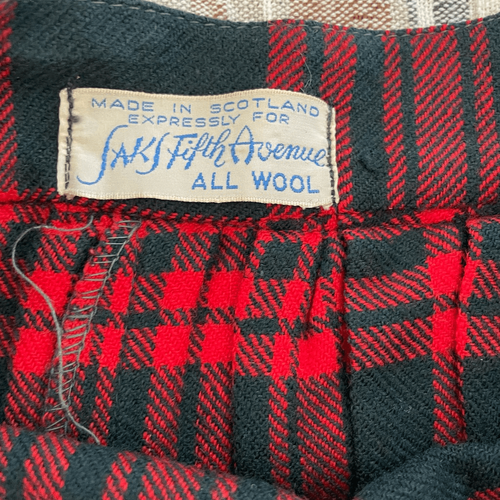 MADE IN SCOTLAND
EXPRESSLY FOR
Saks Fifth Avenue
ALL WOOL